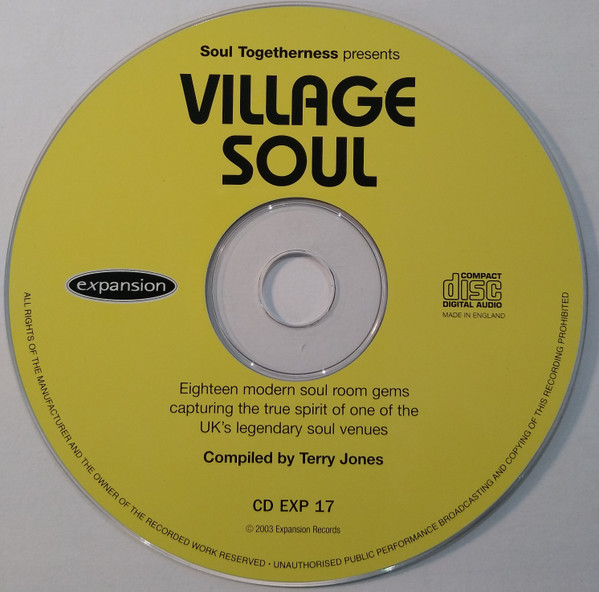 Soul Togetherness presents
VILLAGE
SOUL
expansion
COMPACT
disc
DIGITAL AUDIO
MADE IN ENGLAND
Eighteen modern soul room gems
capturing the true spirit of one of the
UK's legendary soul venues
Compiled by Terry Jones
CD EXP 17
© 2003 Expansion Records
ALL RIGHTS OF THE MANUFACTURER AND THE OWNER OF THE RECORDED WORK RESERVED • UNAUTHORISED PUBLIC PERFORMANCE BROADCASTING AND COPYING OF THIS RECORDING PROHIBITED